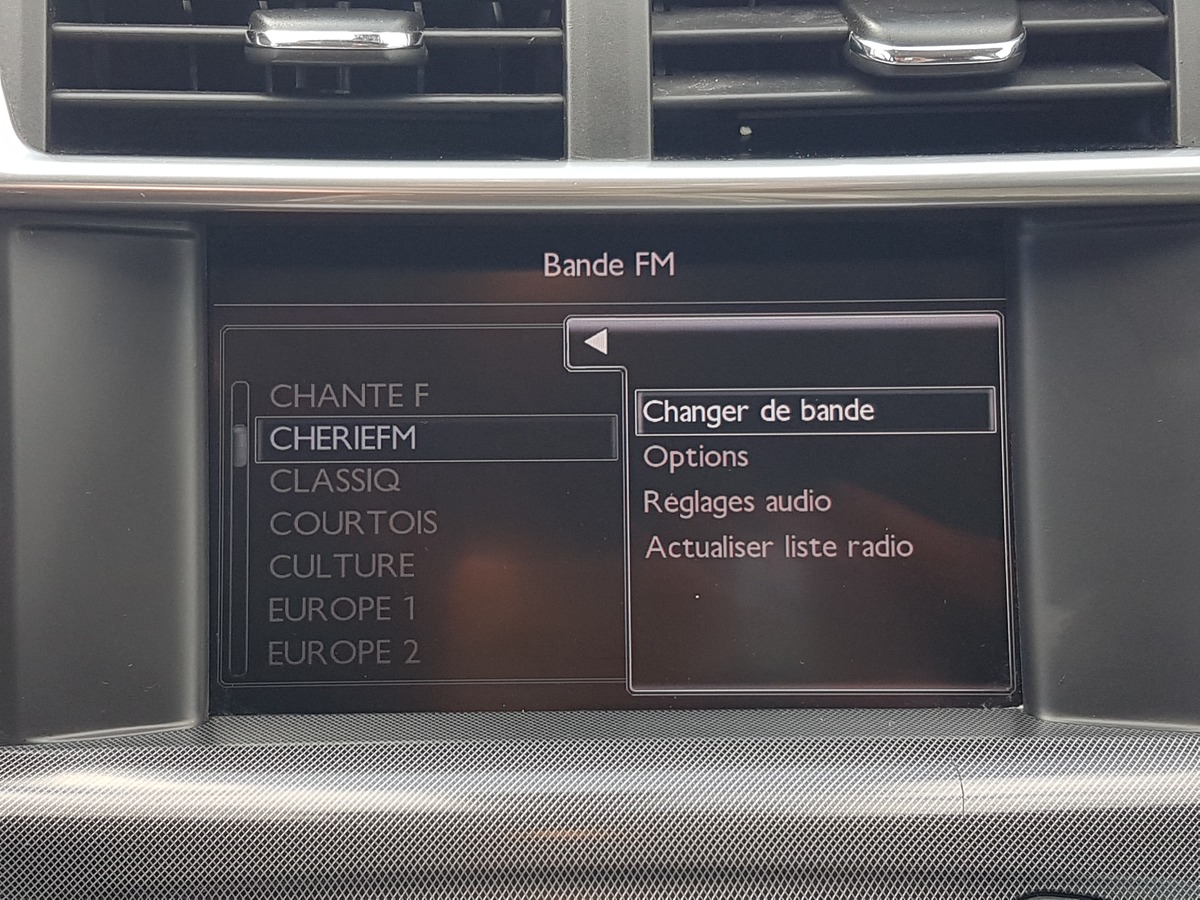 Bande FM
CHANTE F
CHERIEFM
CLASSIQ
COURTOIS
CULTURE
EUROPE 1
EUROPE 2
Changer de bande
Options
Réglages audio
Actualiser liste radio